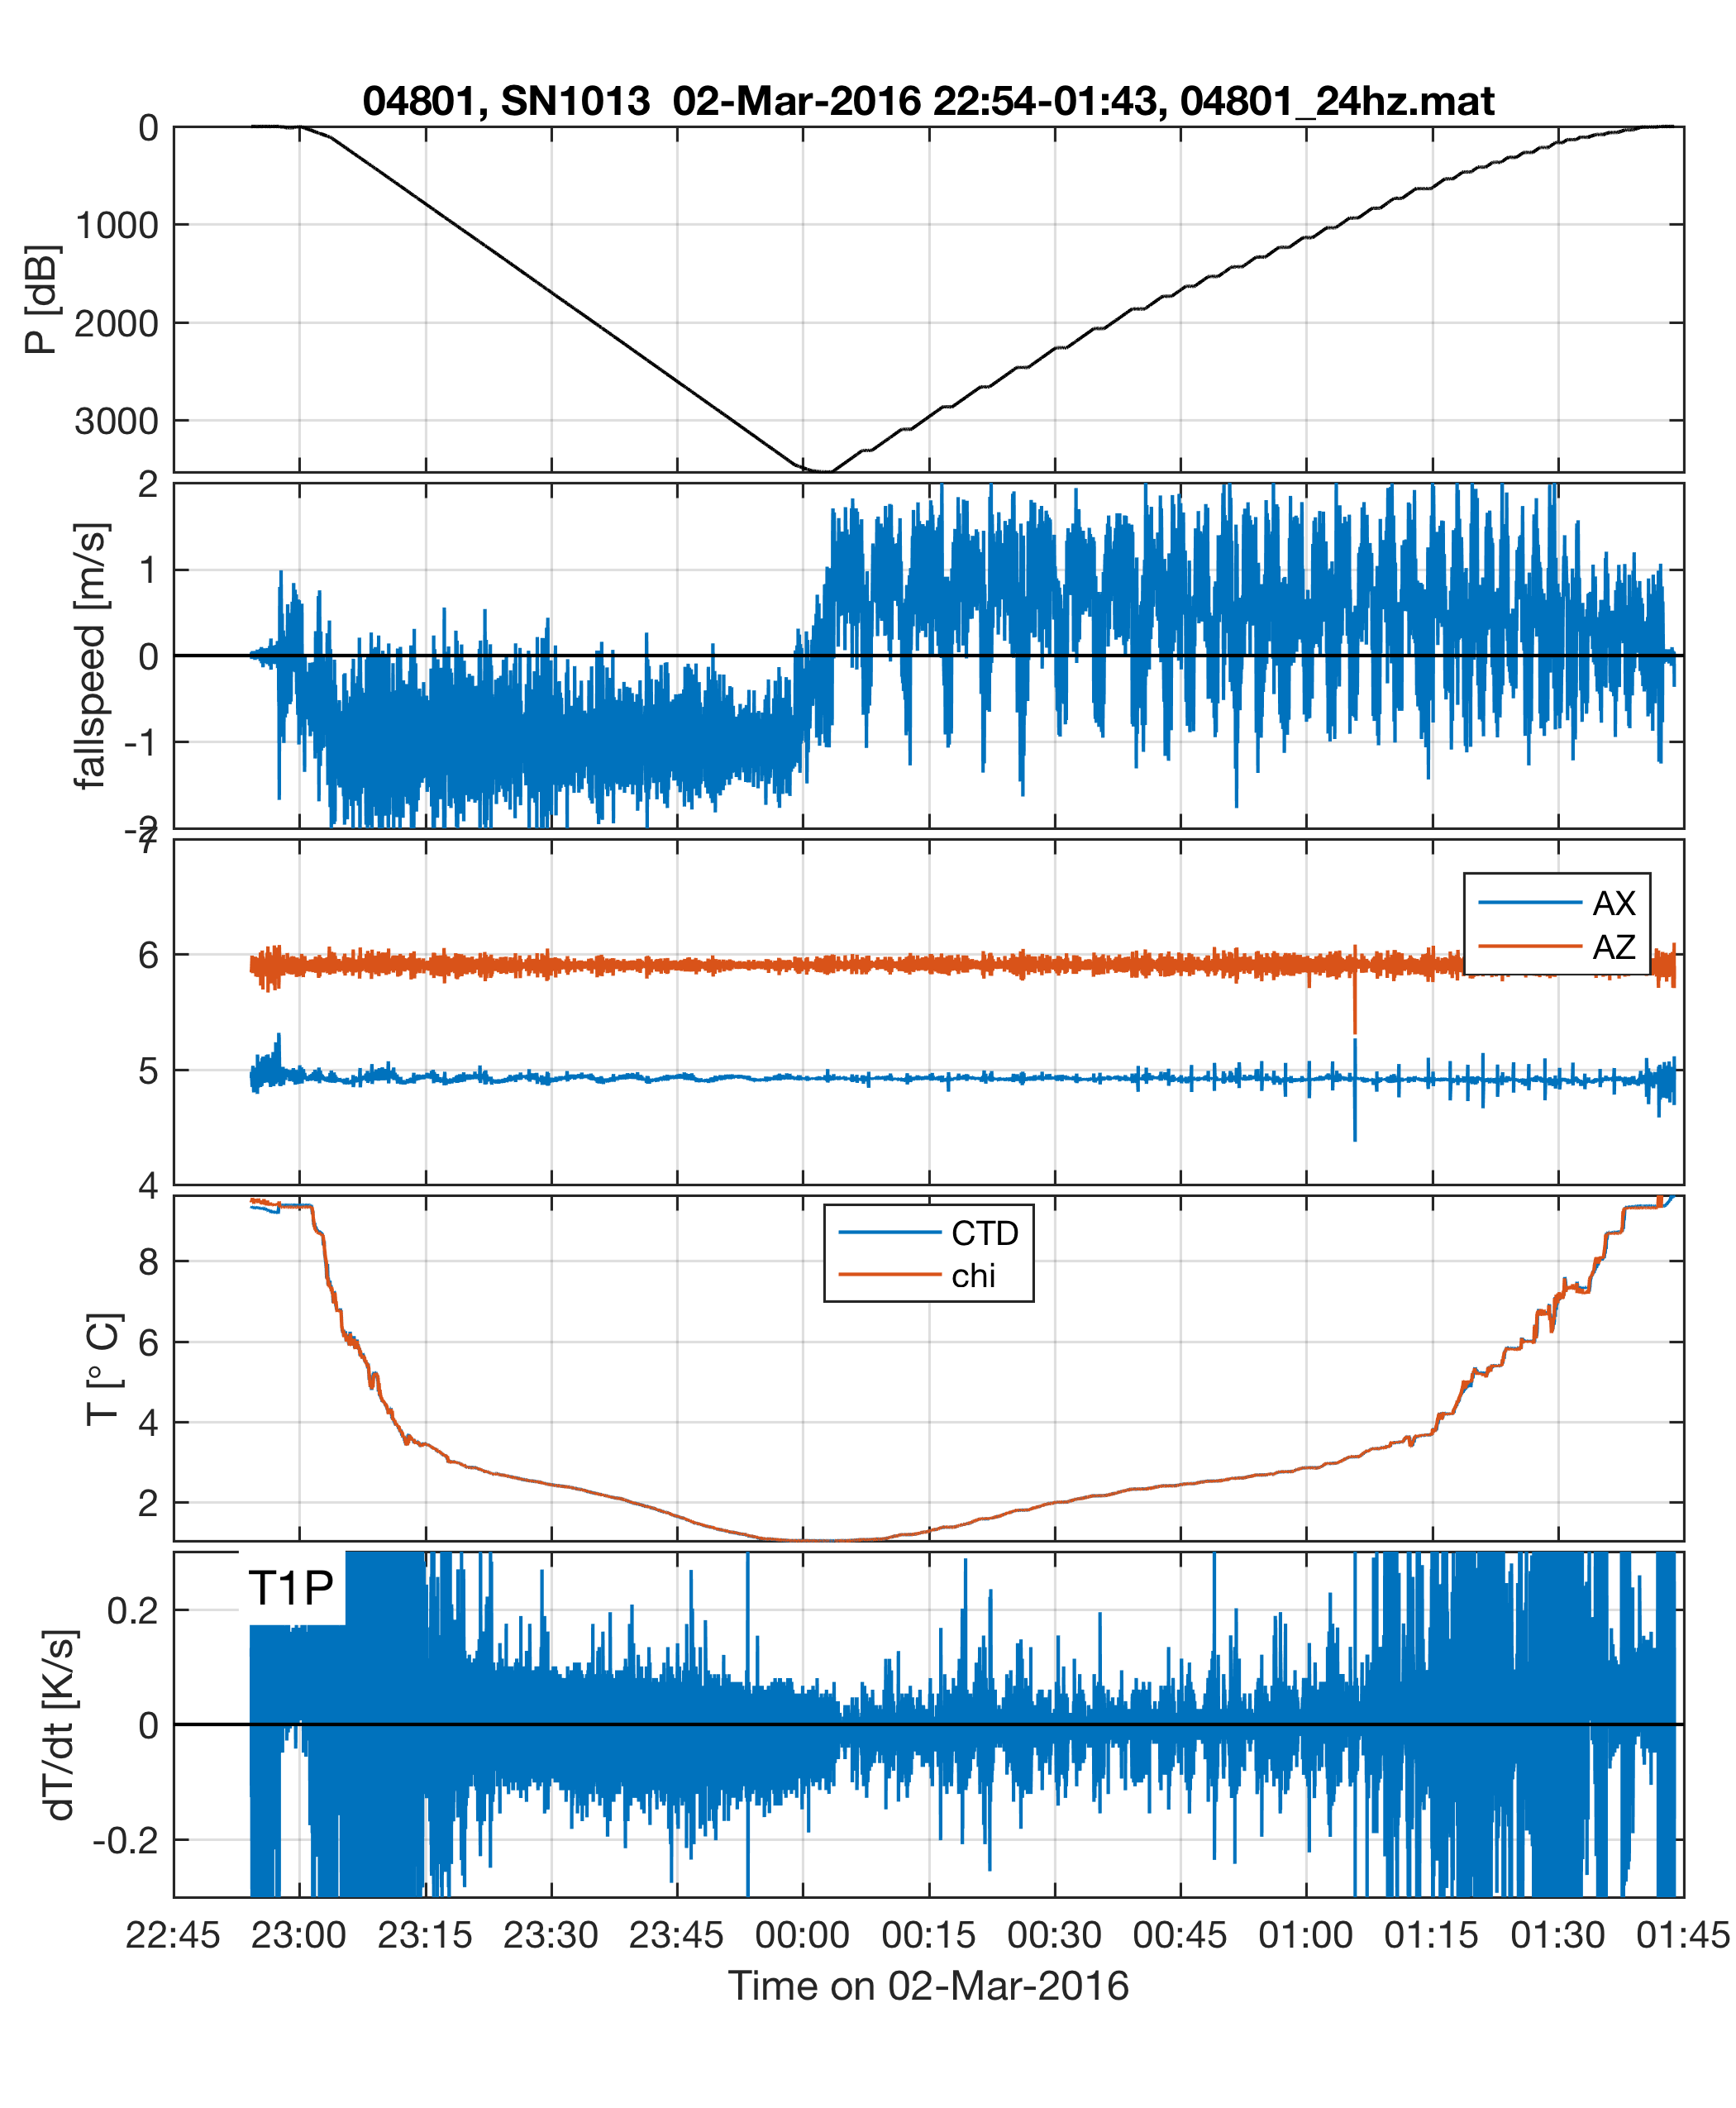 04801, SN1013  02-Mar-2016 22:54-01:43, 04801_24hz.mat
0
1000
2000
3000
P [dB]
2
1
0
-1
-2
fallspeed [m/s]
7
6
5
4
AX
AZ
8
6
4
2
T [° C]
CTD
chi
T1P
0.2
0
-0.2
dT/dt [K/s]
22:45 23:00 23:15 23:30 23:45 00:00 00:15 00:30 00:45 01:00 01:15 01:30 01:45
Time on 02-Mar-2016